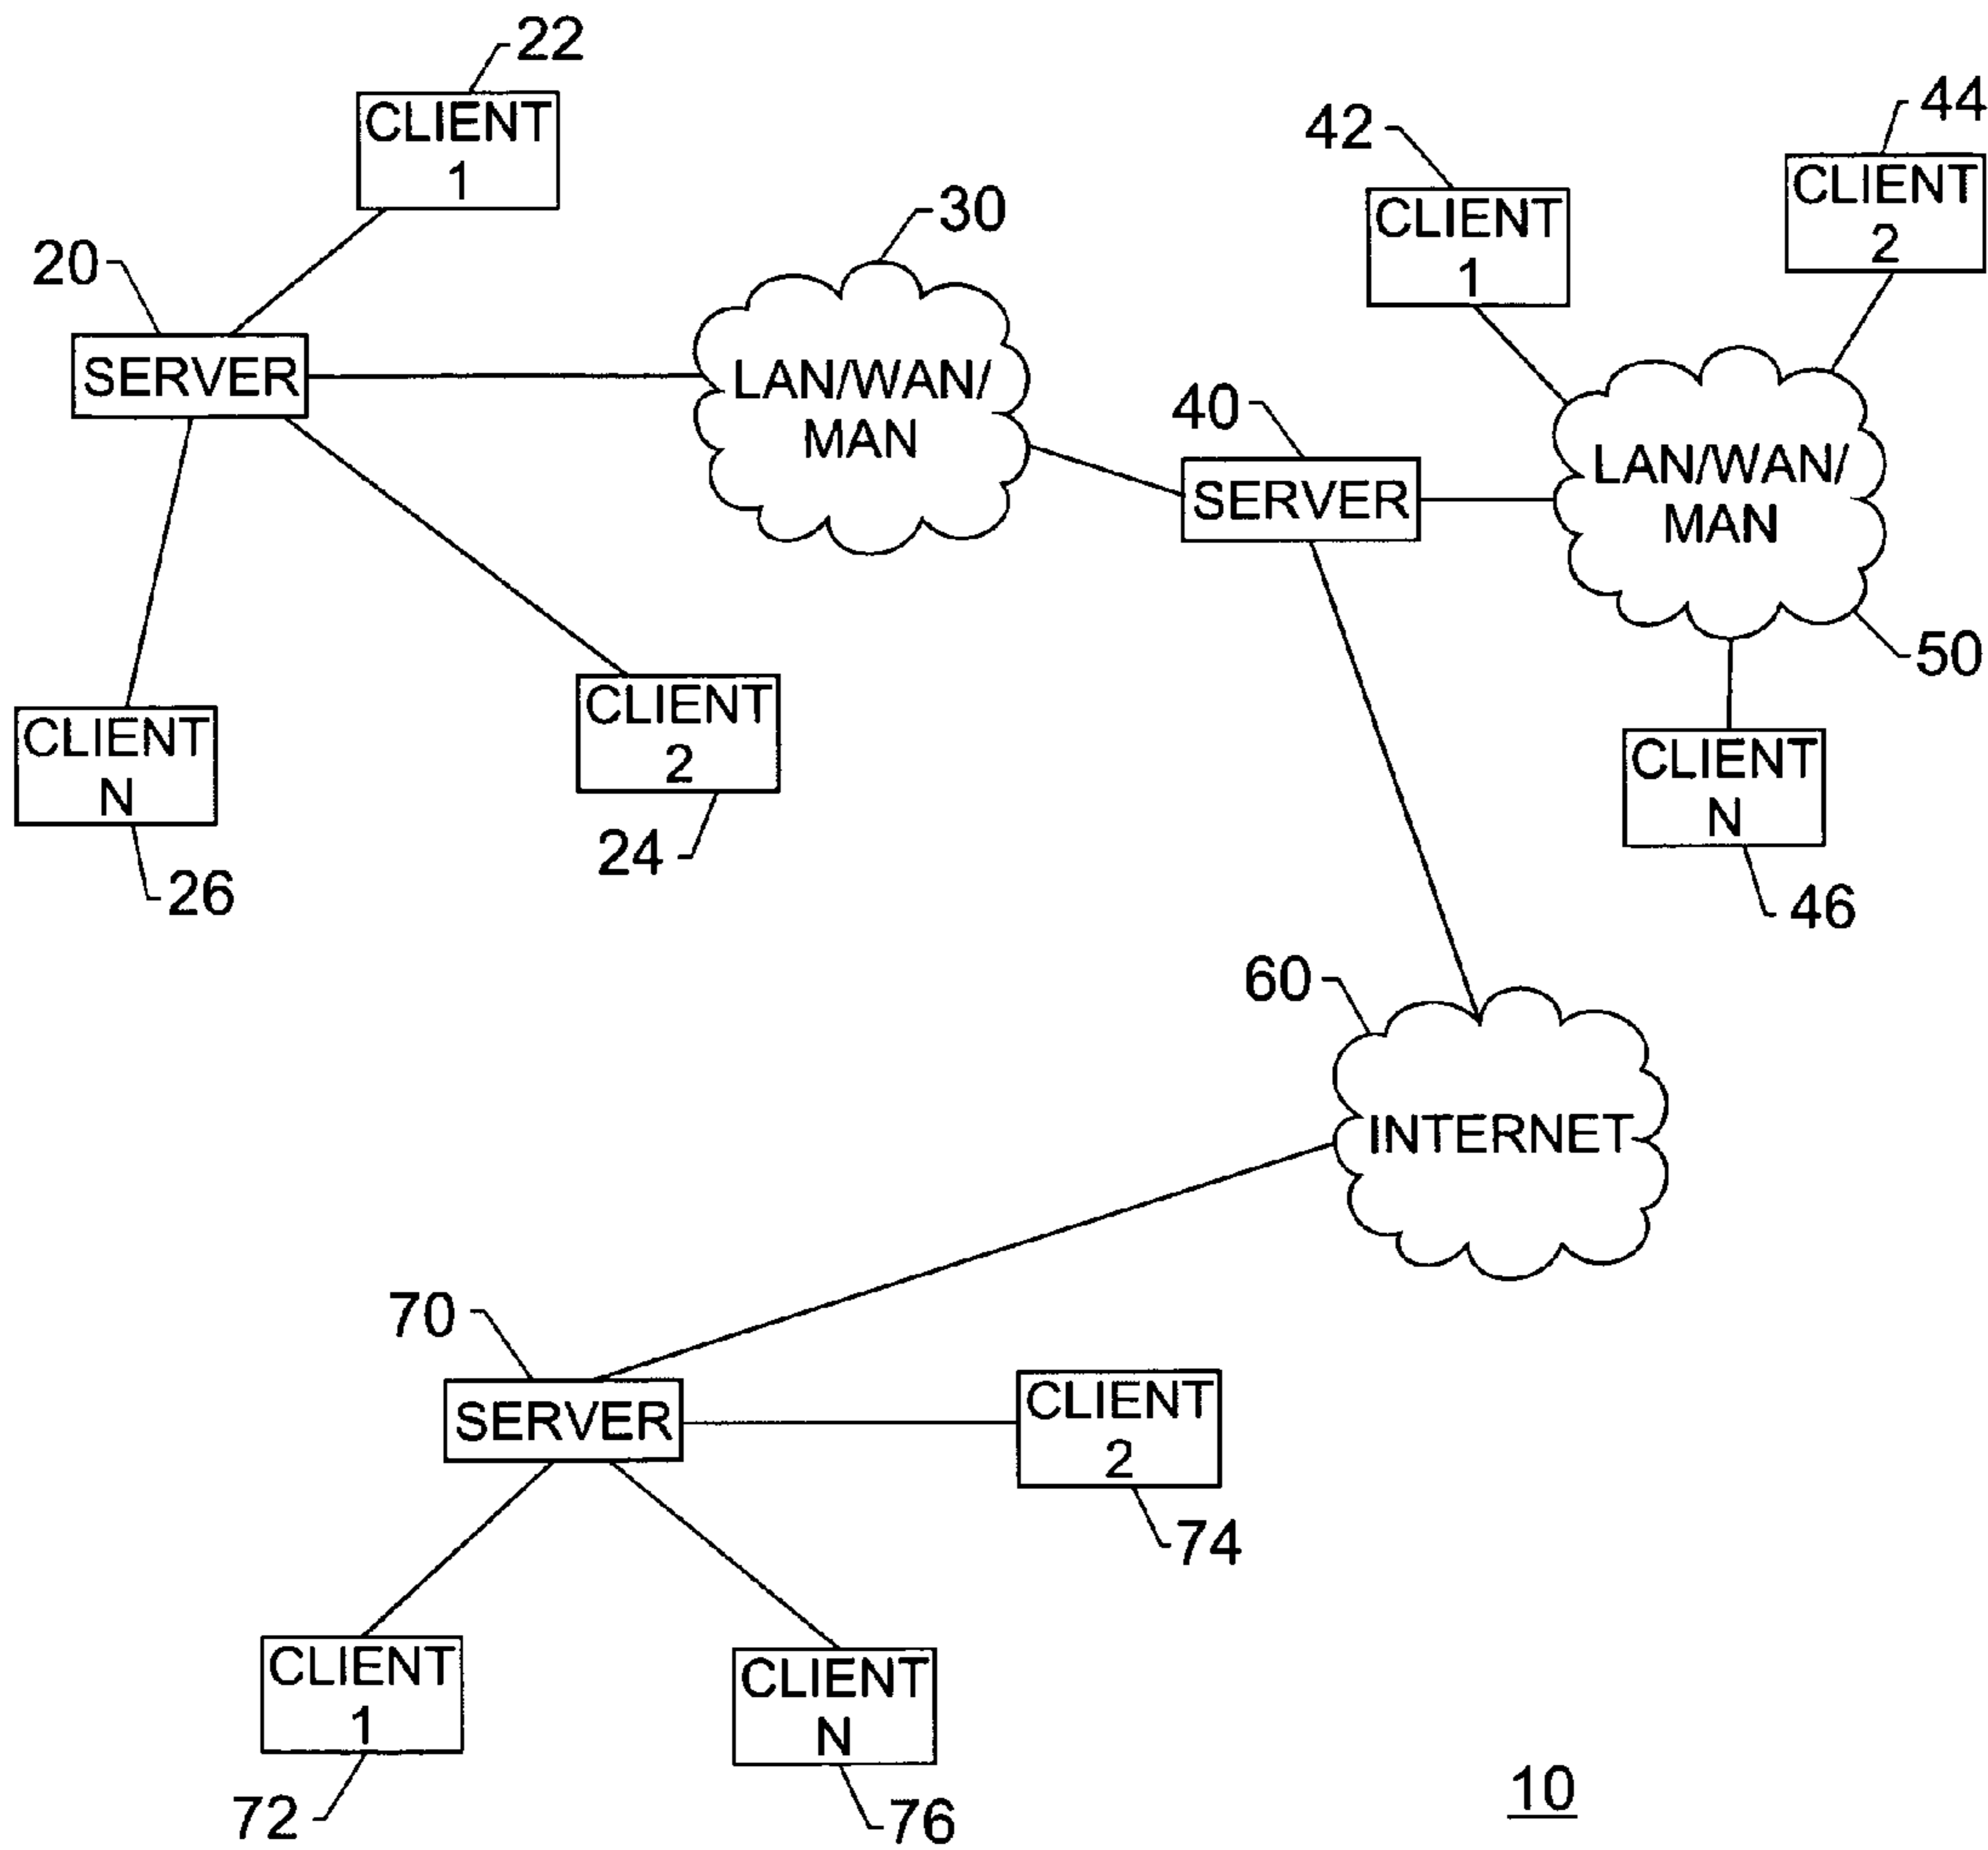 22
CLIENT
1
44
42
CLIENT
2
CLIENT
1
30
20
SERVER
LAN/WAN/
MAN
40
SERVER
LAN/WAN/
MAN
50
CLIENT
2
24
CLIENT
N
26
CLIENT
N
46
60
INTERNET
70
SERVER
CLIENT
2
74
CLIENT
1
72
CLIENT
N
76
10